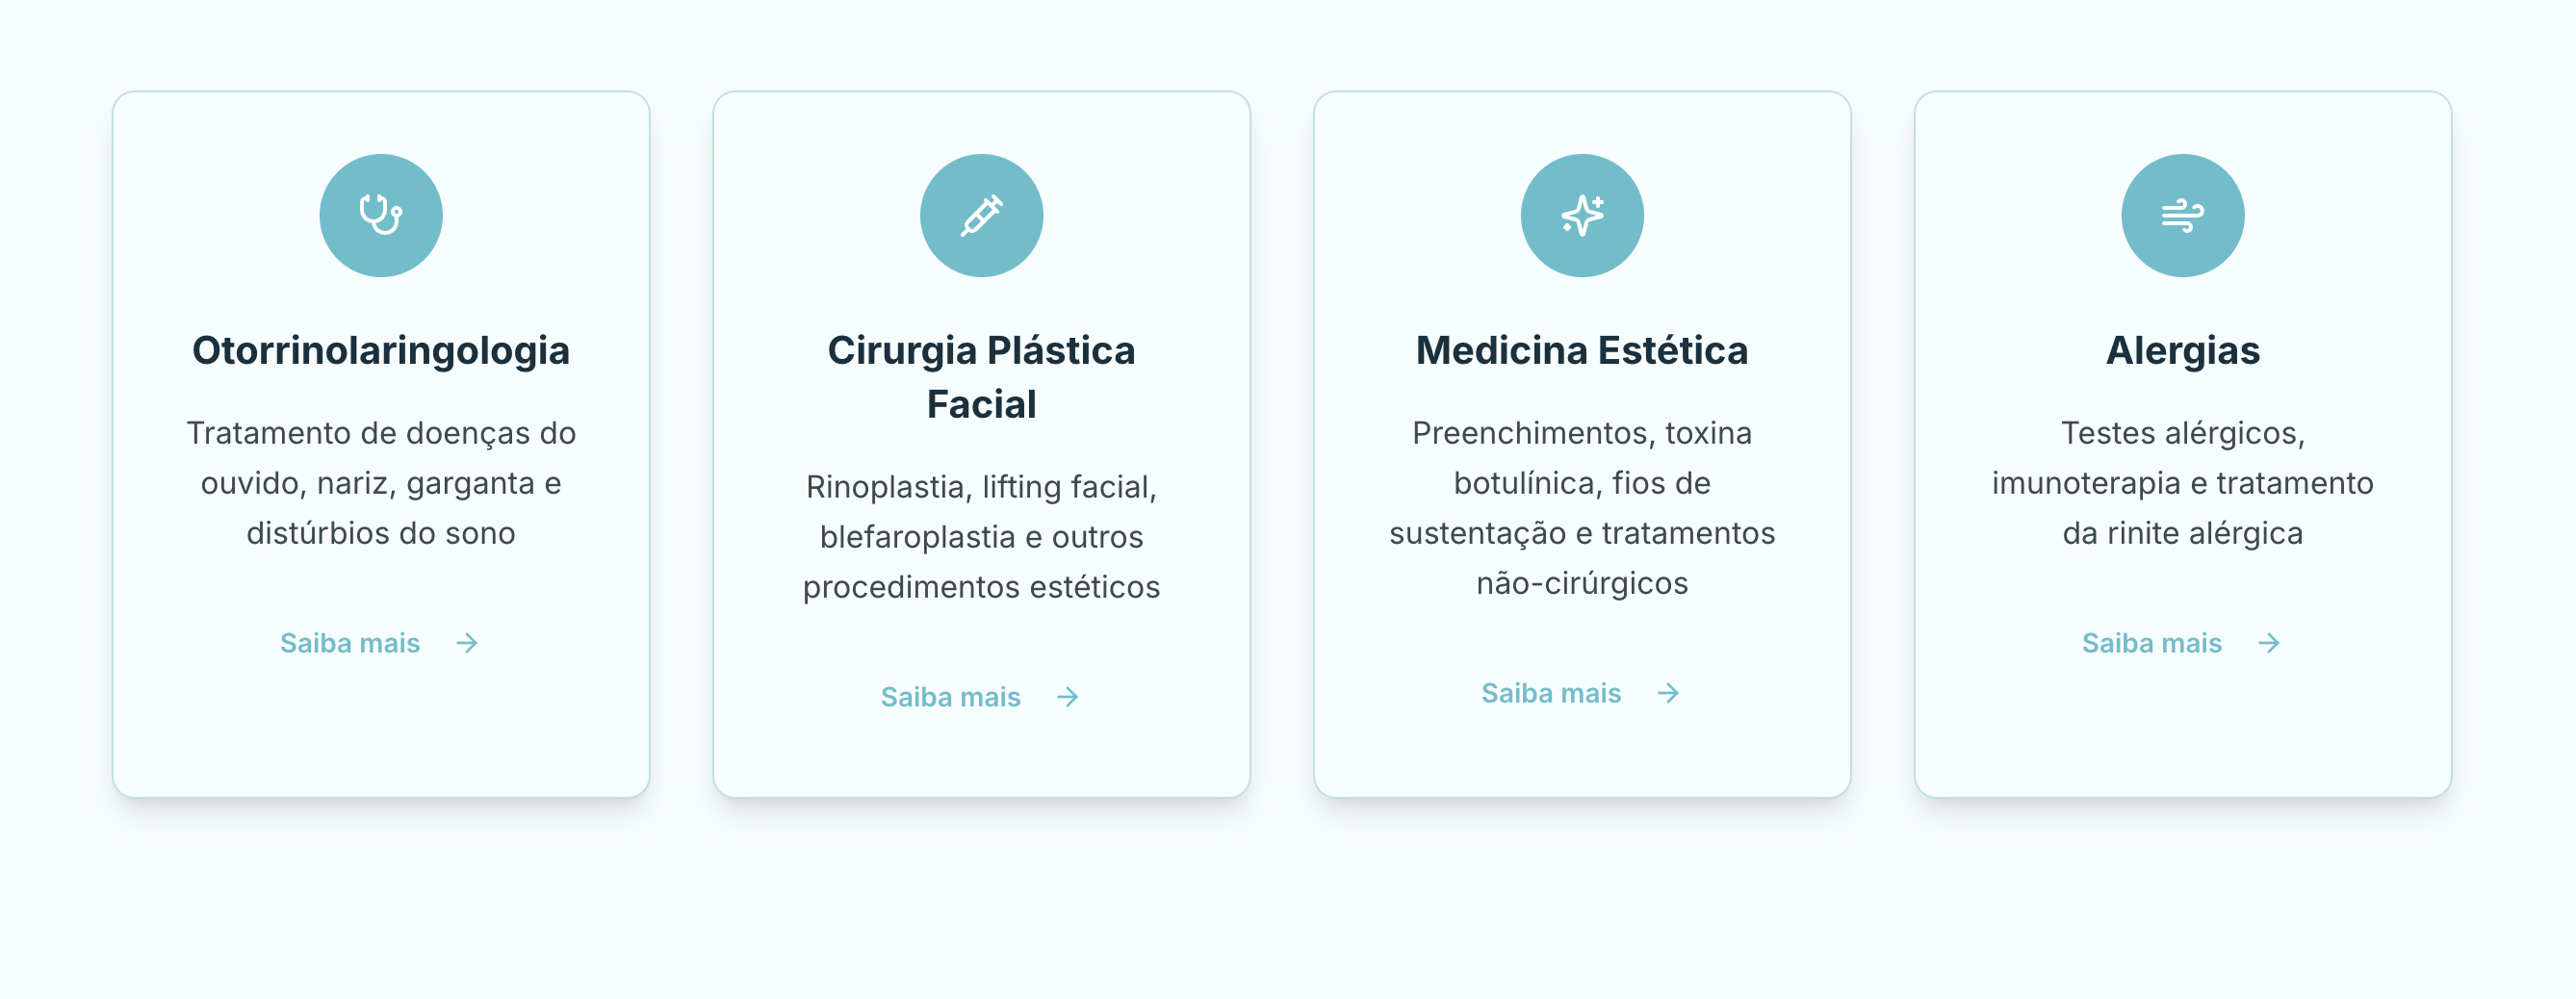 Otorrinolaringologia
Tratamento de doenças do
ouvido, nariz, garganta e
distúrbios do sono
Saiba mais
Cirurgia Plástica
Facial
Rinoplastia, lifting facial,
blefaroplastia e outros
procedimentos estéticos
Saiba mais
Medicina Estética
Preenchimentos, toxina
botulínica, fios de
sustentação e tratamentos
não-cirúrgicos
Saiba mais
Alergias
Testes alérgicos,
imunoterapia e tratamento
da rinite alérgica
Saiba mais